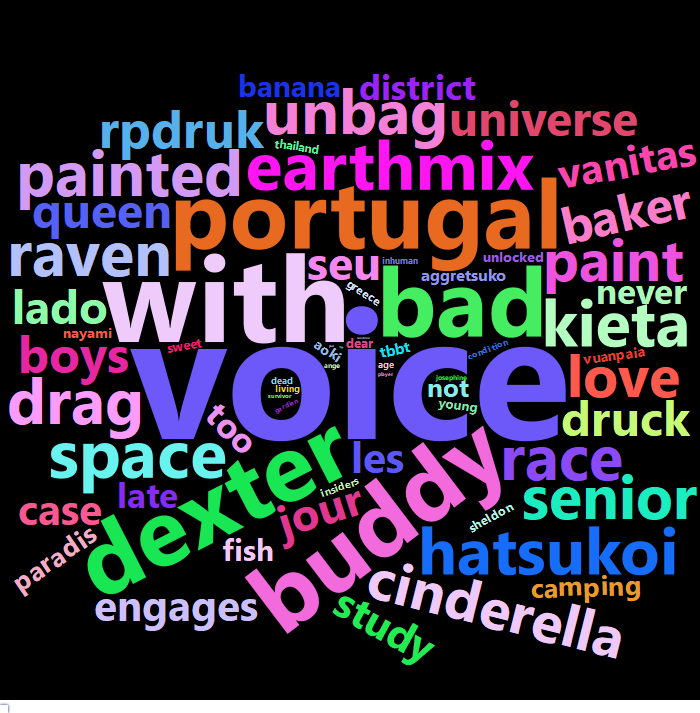 banana
district
rpdruk
unbag
universe
thailand
painted
earthmix
vanitas
queen
portugal
baker
raven
with
seu
inhuman
unlocked
paint
lado
greece
bad
aggretsuko
never
nayami
boys
sweet
aoki
dear
tbbt
condition
kieta
vuanpaia
voice
ange
age
player
josephine
love
drag
dead
living
survivor
garden
not
young
druck
too
space
dexter
les
race
case
late
insiders
jour
buddy
sheldon
senior
paradis
fish
hatsukoi
engages
study
cinderella
camping